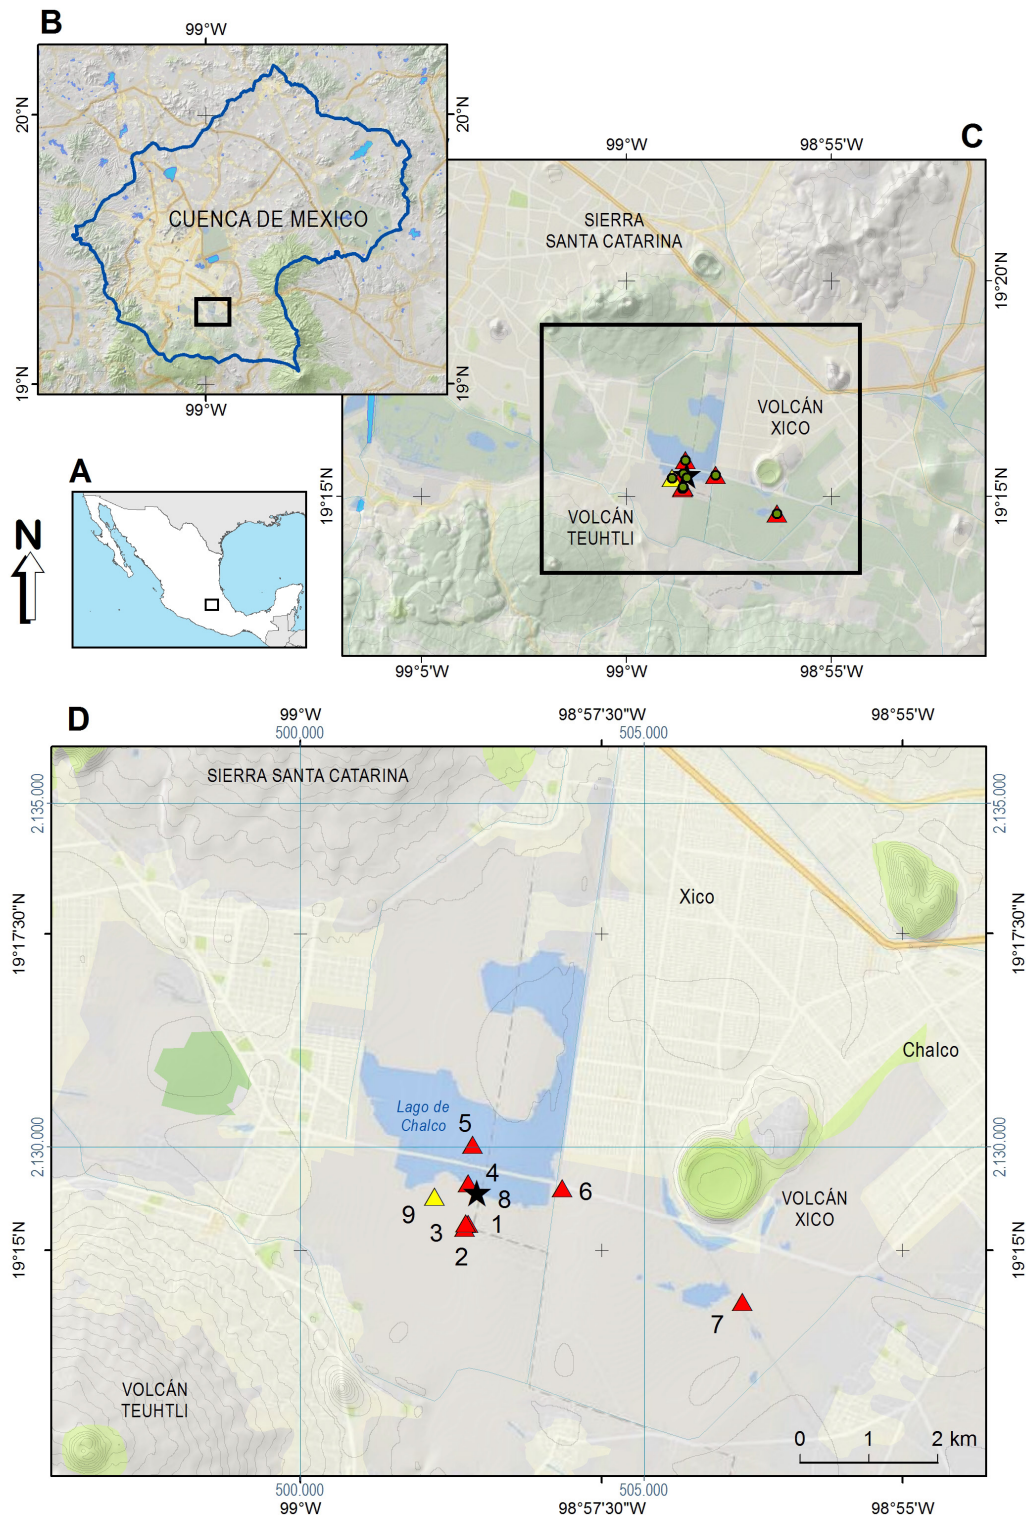 B
99°W
20°N
20°N
CUENCA DE MEXICO
19°N
19°N
99°W
C
99°W
98°55'W
SIERRA
SANTA CATARINA
19°20'N
VOLCÁN
XICO
19°15'N
19°15'N
VOLCÁN
TEUHTLI
99°5'W
99°W
98°55'W
A
N
D
99°W
98°57'30"W
98°55'W
500.000
505.000
SIERRA SANTA CATARINA
2.135.000
2.135.000
Xico
19°17'30"N
19°17'30"N
Chalco
Lago de
Chalco
5
2.130.000
2.130.000
4
6
8
9
VOLCÁN
XICO
3
1
2
19°15'N
19°15'N
7
VOLCÁN
TEUHTLI
0
1
2 km
500.000
505.000
99°W
98°57'30"W
98°55'W